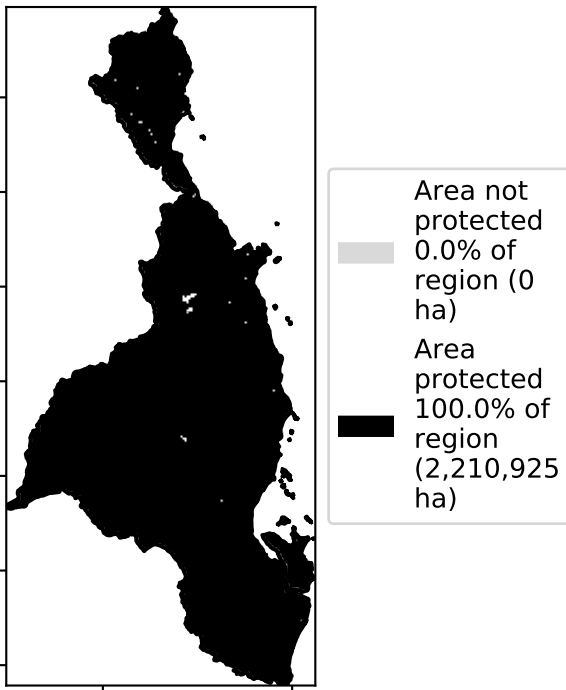 Area not
protected
0.0% of
region (0
ha)
Area
protected
100.0% of
region
(2,210,925
ha)